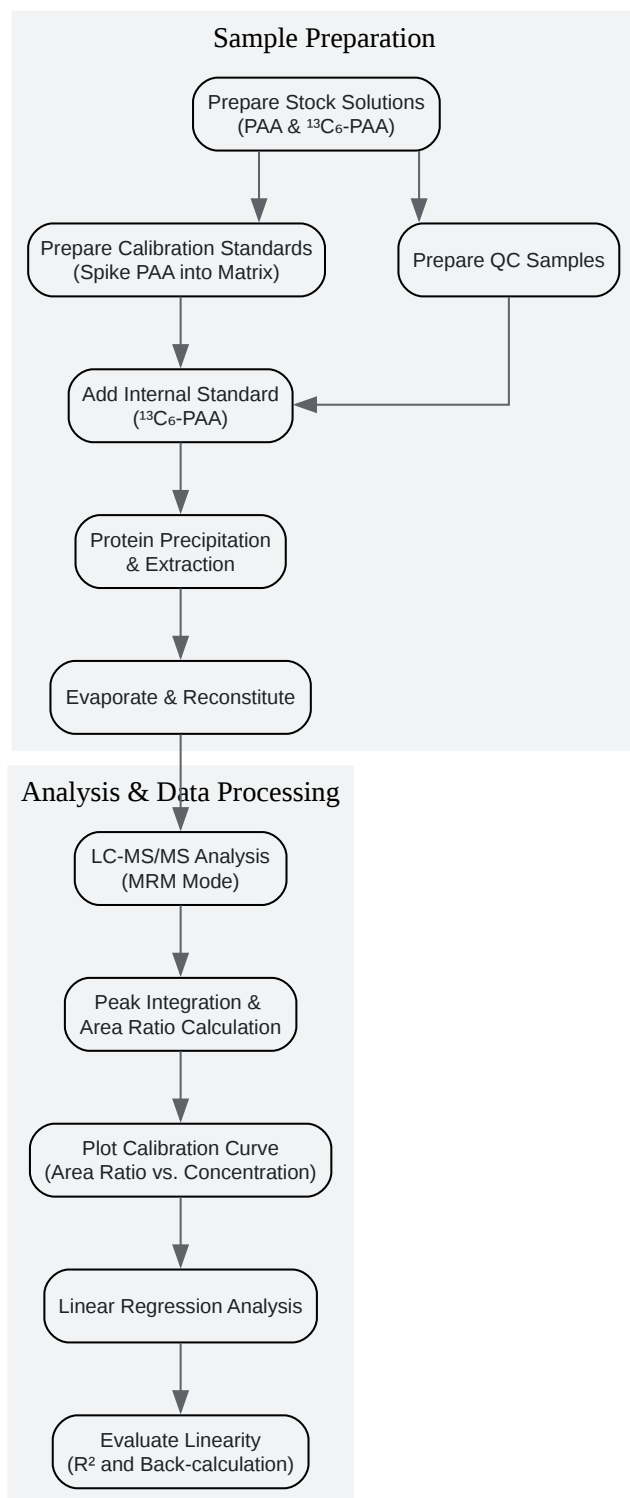 Sample Preparation
Prepare Stock Solutions
(PAA & ¹³C₆-PAA)
Prepare Calibration Standards
(Spike PAA into Matrix)
Prepare QC Samples
Add Internal Standard
(¹³C₆-PAA)
Protein Precipitation
& Extraction
Evaporate & Reconstitute
Analysis & Data Processing
LC-MS/MS Analysis
(MRM Mode)
Peak Integration &
Area Ratio Calculation
Plot Calibration Curve
(Area Ratio vs. Concentration)
Linear Regression Analysis
Evaluate Linearity
(R² and Back-calculation)